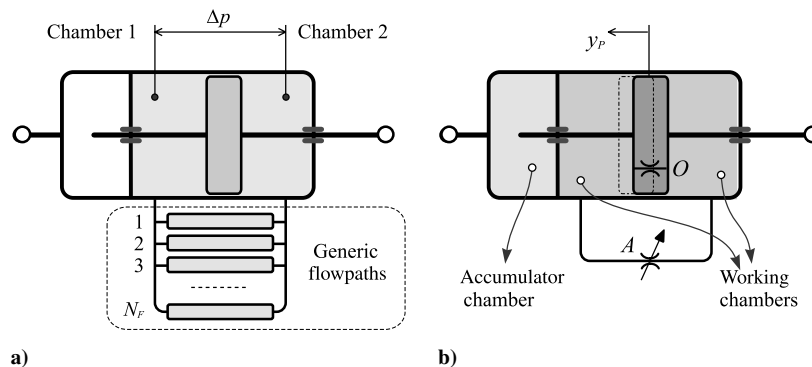 Chamber 1
Δp
Chamber 2
1
2
3
N_F
Generic
flowpaths
a)
y_P
O
A
Accumulator
chamber
Working
chambers
b)